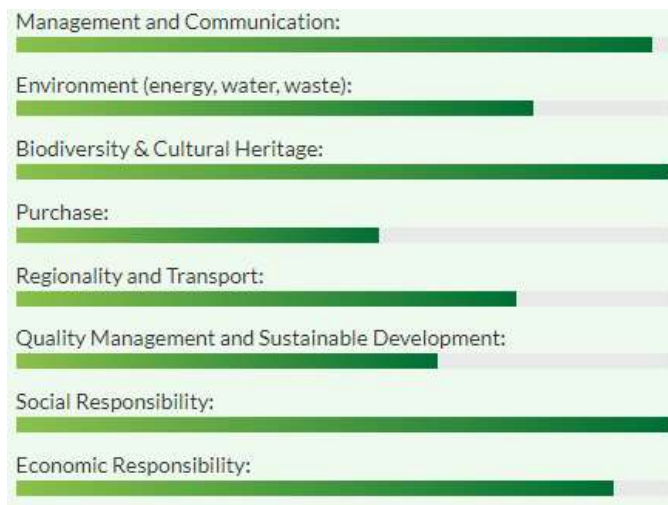 Management and Communication:
Environment (energy, water, waste):
Biodiversity & Cultural Heritage:
Purchase:
Regionality and Transport:
Quality Management and Sustainable Development:
Social Responsibility:
Economic Responsibility: